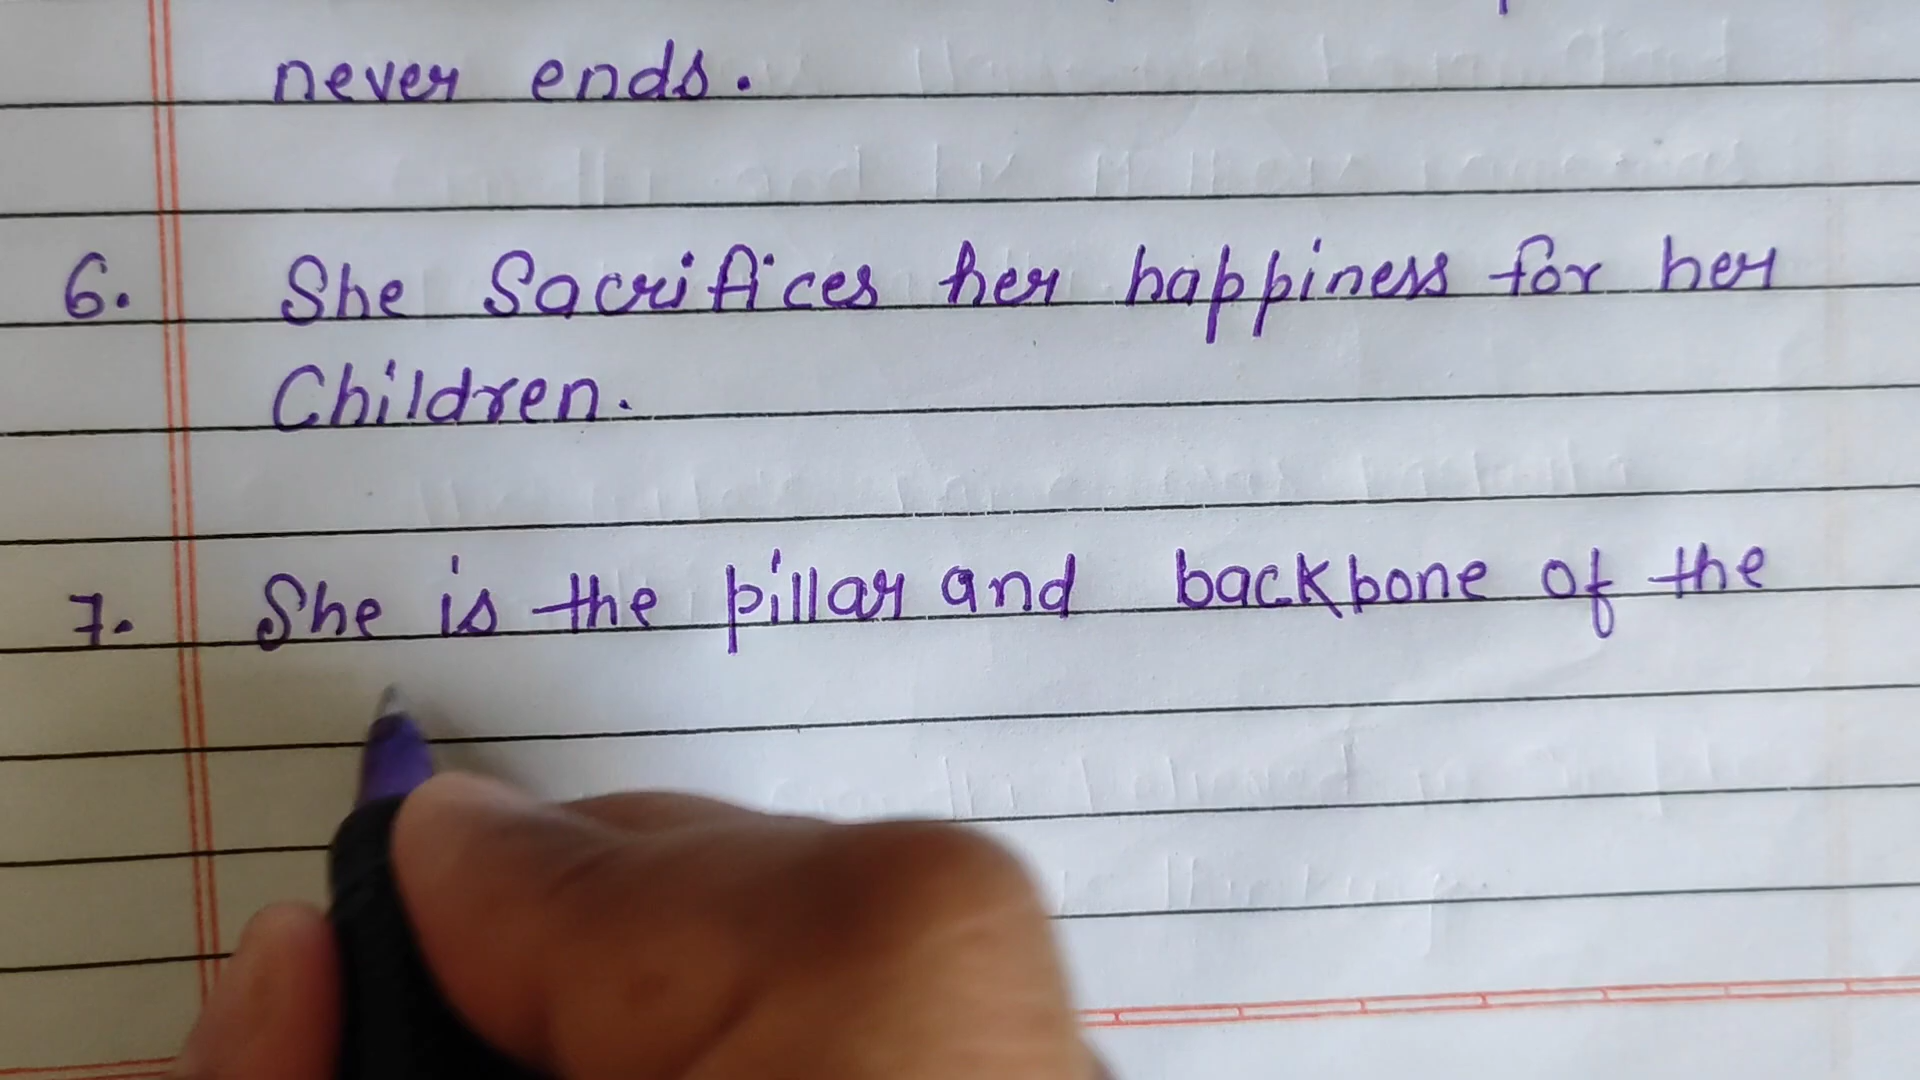 never ends.
6. She Sacrifices her happiness for her
Children.
7. She is the pillar and backbone of the